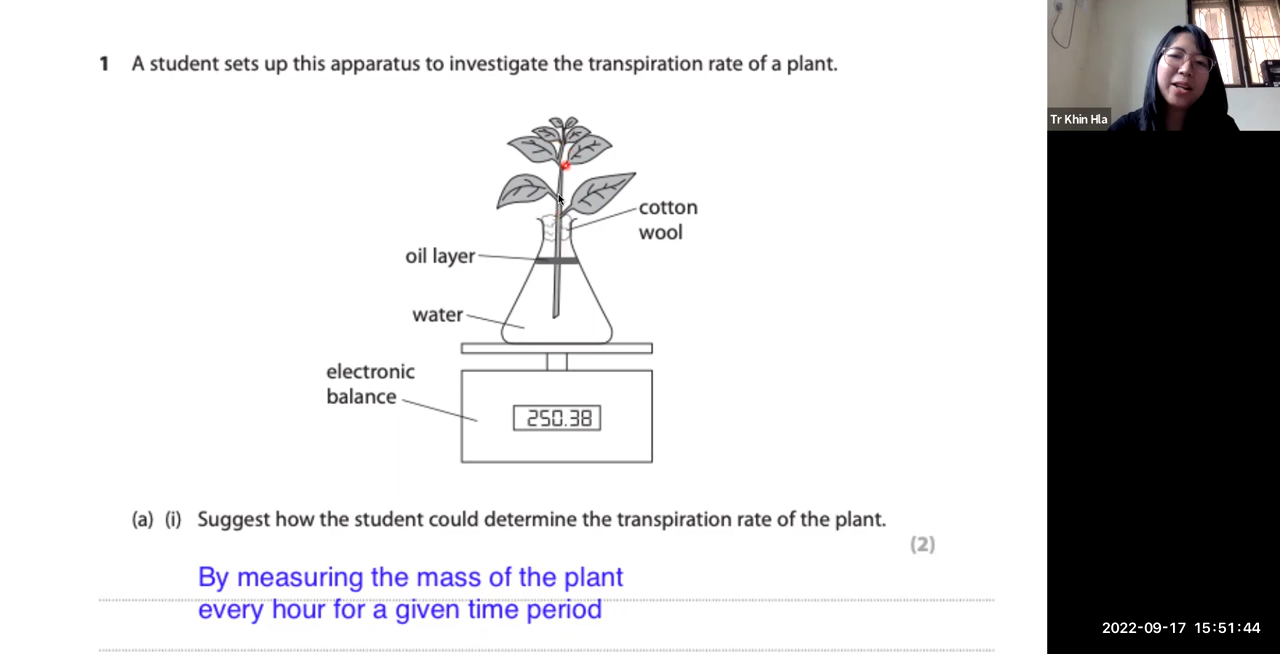 1 A student sets up this apparatus to investigate the transpiration rate of a plant.
Tr Khin Hla
cotton
wool
oil layer
water
electronic
balance
250.38
(a) (i) Suggest how the student could determine the transpiration rate of the plant.
(2)
By measuring the mass of the plant
every hour for a given time period
2022-09-17 15:51:44